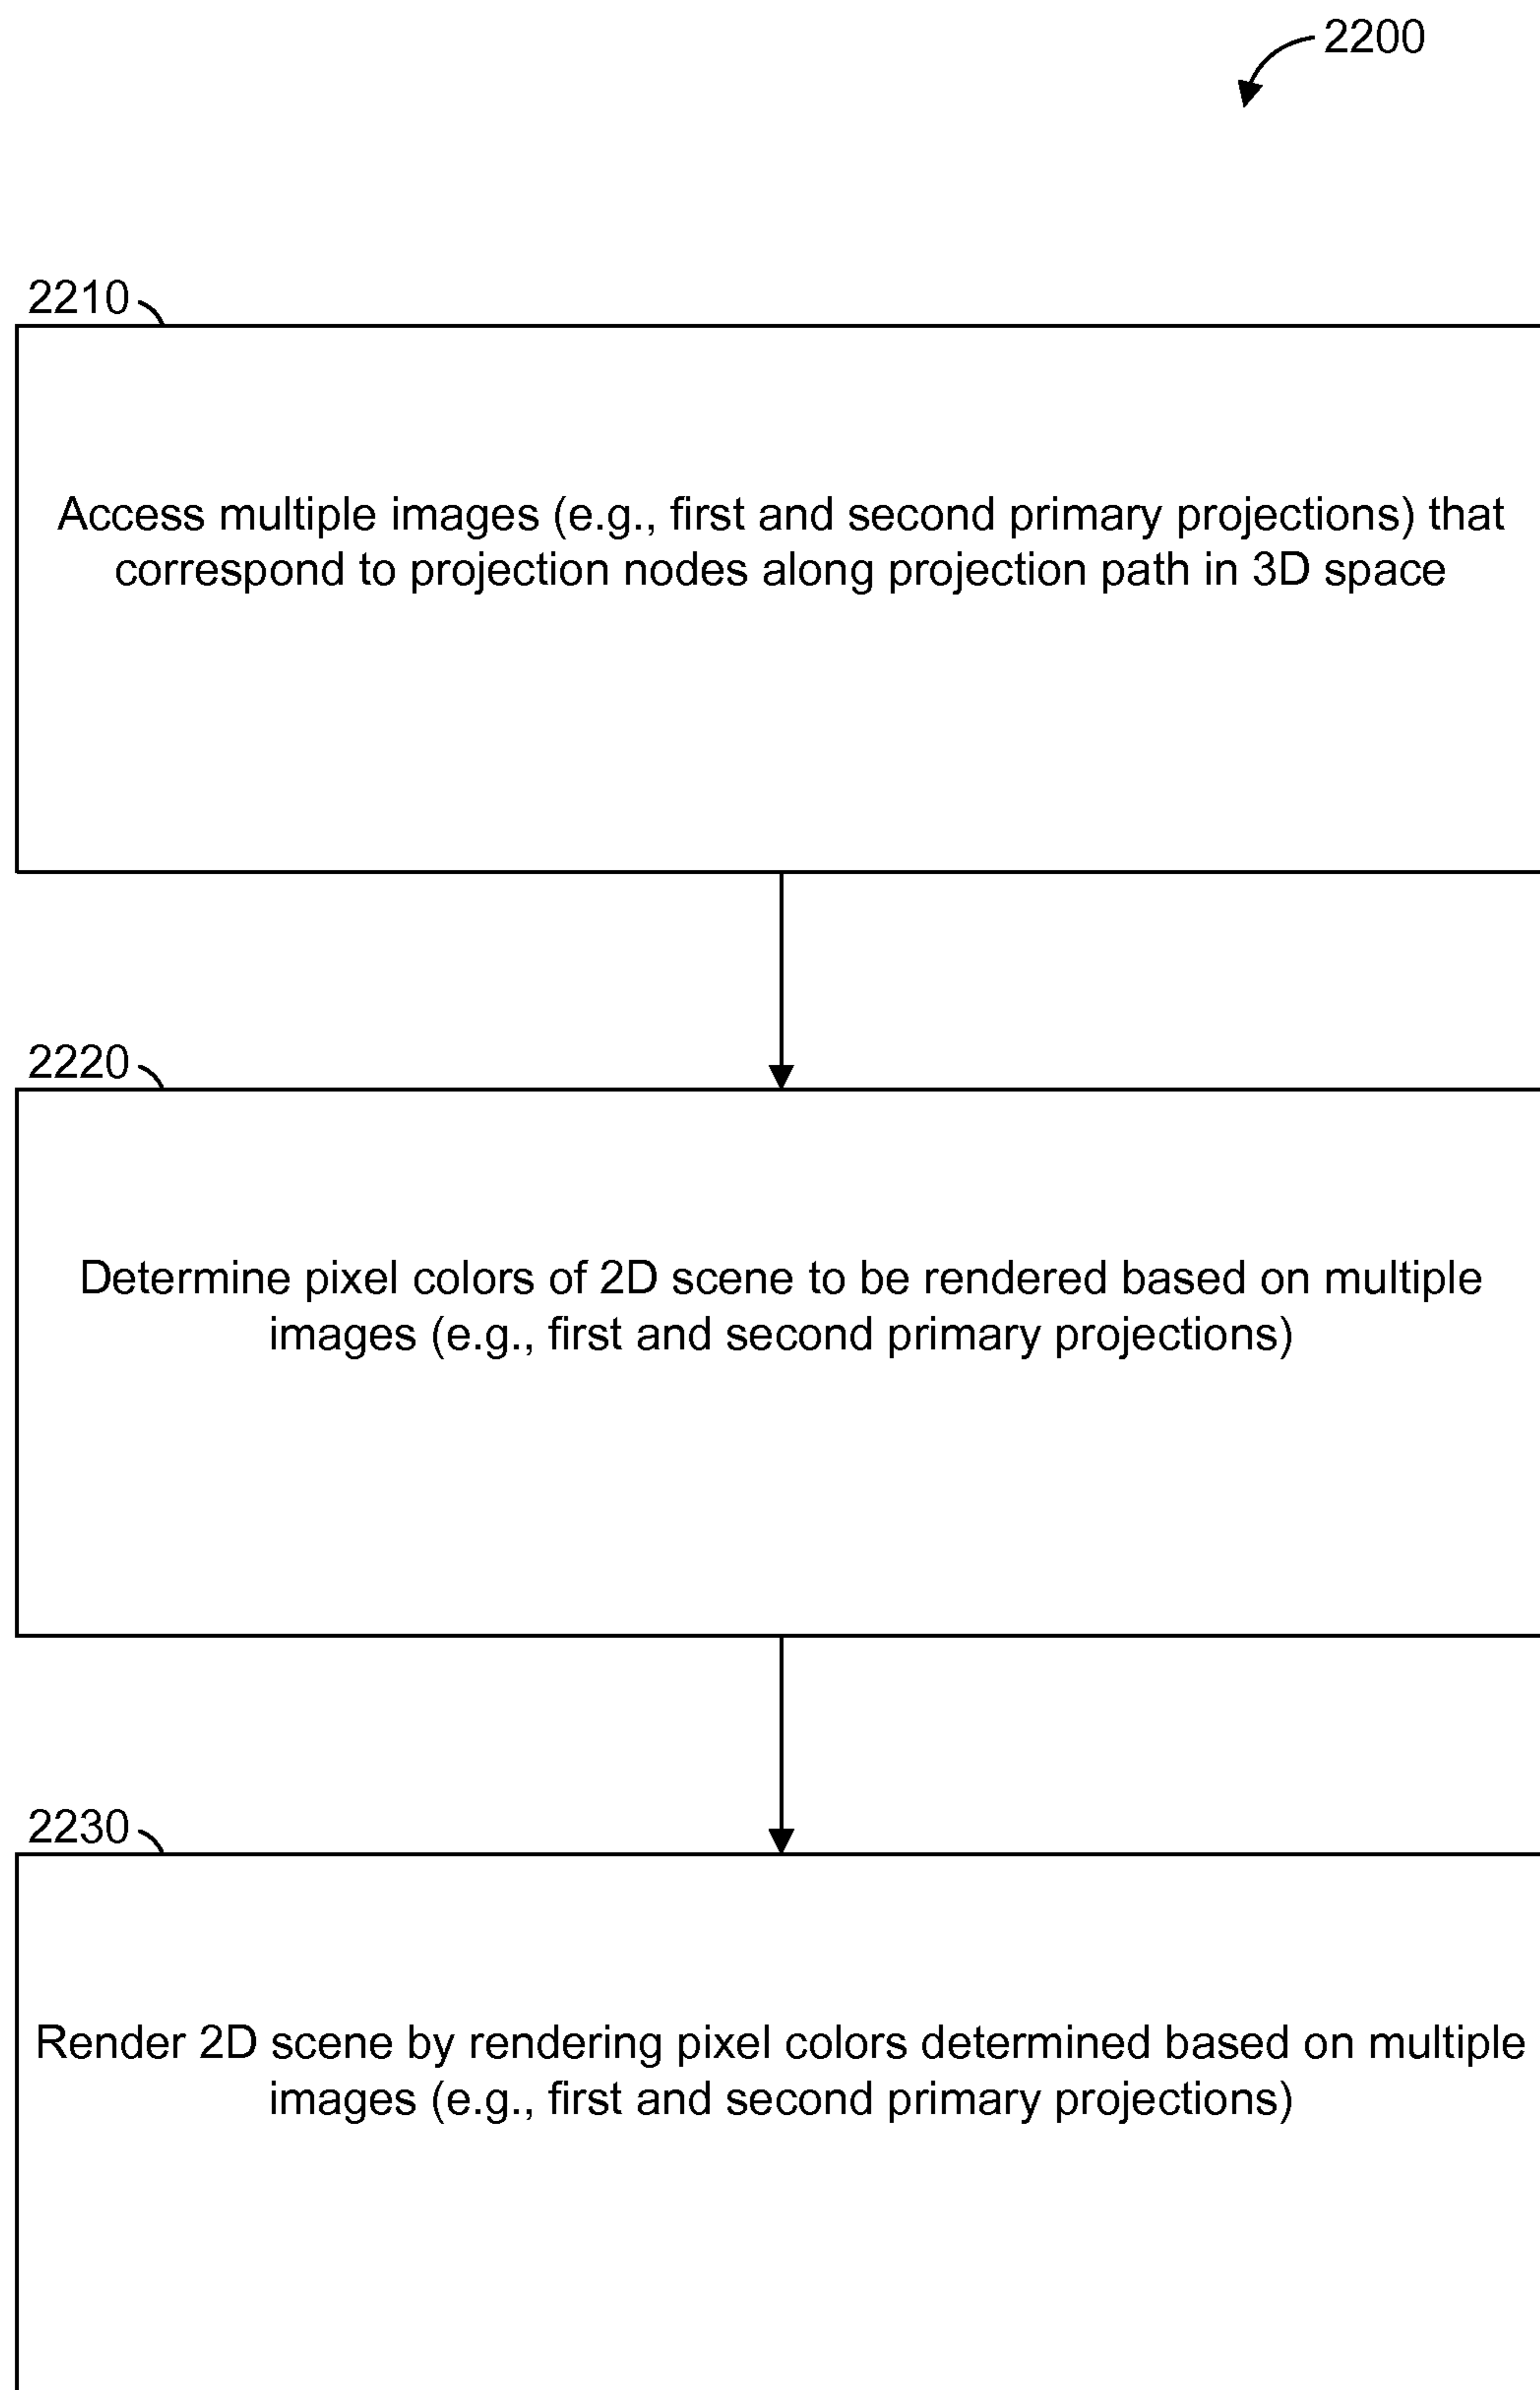 2200
2210
Access multiple images (e.g., first and second primary projections) that
correspond to projection nodes along projection path in 3D space
2220
Determine pixel colors of 2D scene to be rendered based on multiple
images (e.g., first and second primary projections)
2230
Render 2D scene by rendering pixel colors determined based on multiple
images (e.g., first and second primary projections)